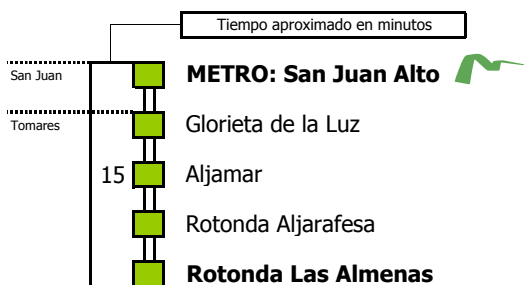 Tiempo aproximado en minutos
San Juan
METRO: San Juan Alto
Tomares
Glorieta de la Luz
15
Aljamar
Rotonda Aljarafesa
Rotonda Las Almenas